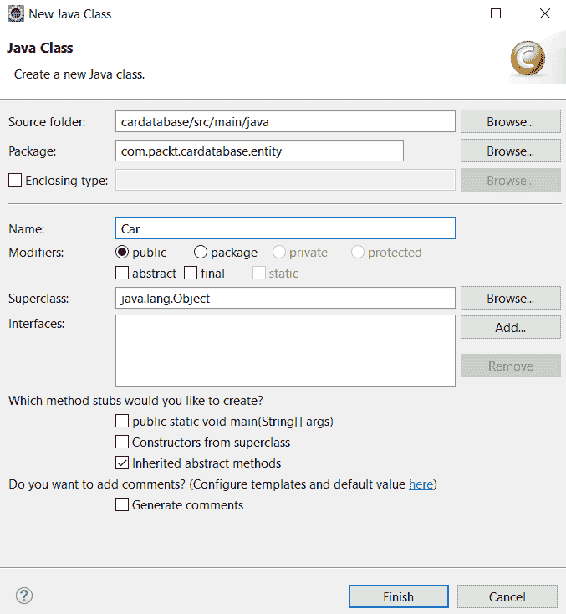 New Java Class
Java Class
Create a new Java class.
Source folder: cardatabase/src/main/java Browse...
Package: com.packt.cardatabase.entity Browse...
Enclosing type: Browse...
Name: Car
Modifiers: public package private protected
abstract final static
Superclass: java.lang.Object Browse...
Interfaces: Add...
Remove
Which method stubs would you like to create?
public static void main(String[] args)
Constructors from superclass
Inherited abstract methods
Do you want to add comments? (Configure templates and default value here)
Generate comments
? Finish Cancel